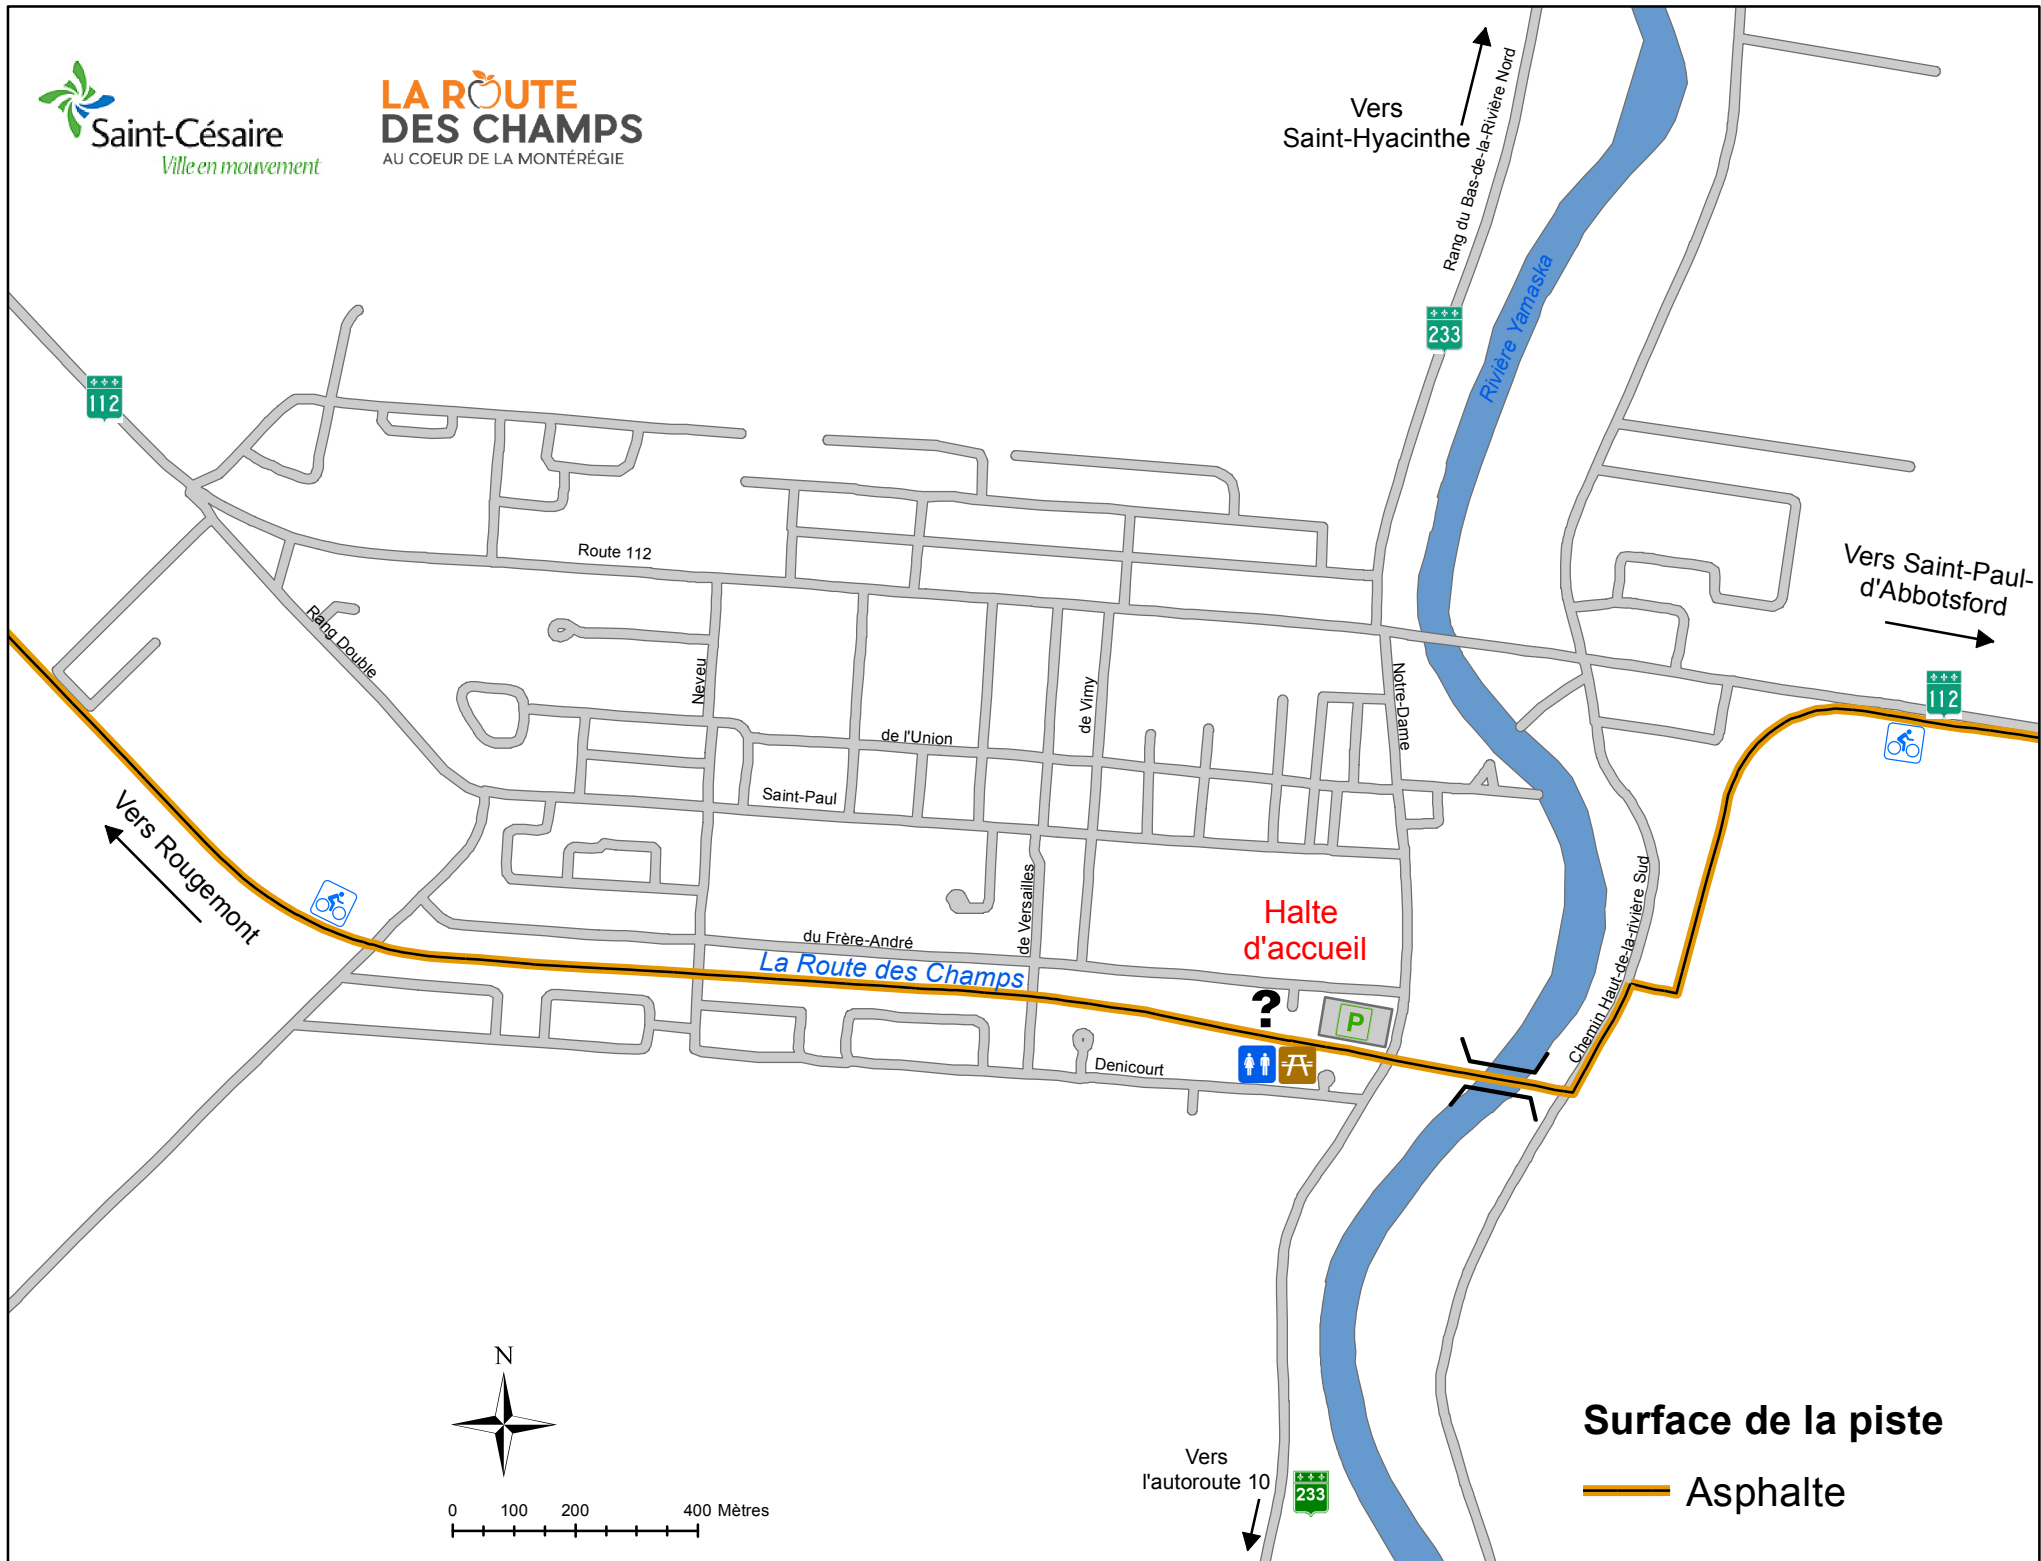 Saint-Césaire
Ville en mouvement
LA ROUTE
DES CHAMPS
AU COEUR DE LA MONTÉRÉGIE
Vers
Saint-Hyacinthe
Rang du Bas-de-la-Rivière Nord
233
Rivière Yamaska
112
Route 112
Vers Saint-Paul-
d'Abbotsford
112
Rang Double
Neveu
de Vimy
Notre-Dame
de l'Union
Saint-Paul
Vers Rougemont
de Versailles
Halte
d'accueil
Chemin Haut-de-la-rivière Sud
du Frère-André
La Route des Champs
?
P
Denicourt
N
0 100 200 400 Mètres
Vers
l'autoroute 10
233
Surface de la piste
Asphalte